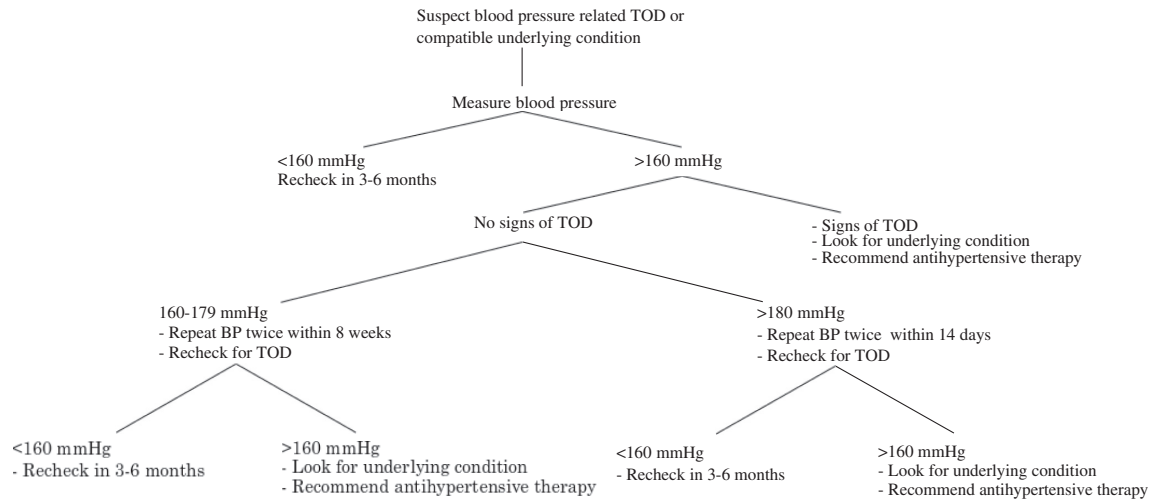 Suspect blood pressure related TOD or
compatible underlying condition
Measure blood pressure
<160 mmHg
Recheck in 3-6 months
>160 mmHg
No signs of TOD
- Signs of TOD
- Look for underlying condition
- Recommend antihypertensive therapy
160-179 mmHg
- Repeat BP twice within 8 weeks
- Recheck for TOD
>180 mmHg
- Repeat BP twice within 14 days
- Recheck for TOD
<160 mmHg
- Recheck in 3-6 months
>160 mmHg
- Look for underlying condition
- Recommend antihypertensive therapy
<160 mmHg
- Recheck in 3-6 months
>160 mmHg
- Look for underlying condition
- Recommend antihypertensive therapy